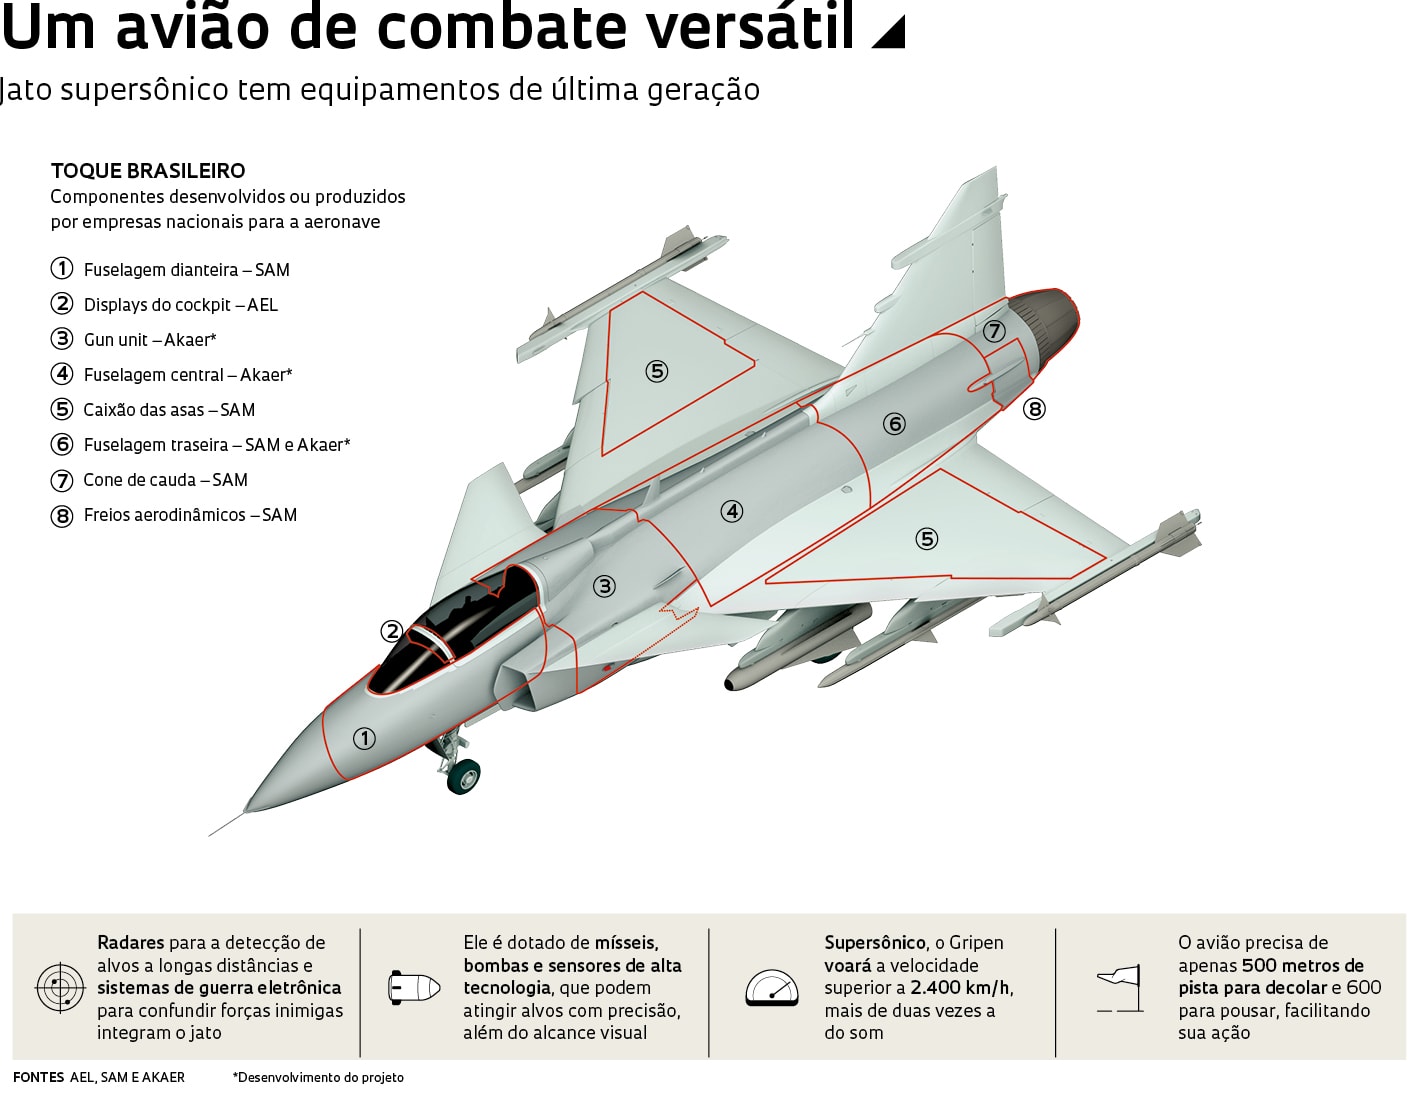 Um avião de combate versátil
Jato supersônico tem equipamentos de última geração
TOQUE BRASILEIRO
Componentes desenvolvidos ou produzidos
por empresas nacionais para a aeronave
1 Fuselagem dianteira – SAM
2 Displays do cockpit – AEL
3 Gun unit – Akaer*
4 Fuselagem central – Akaer*
5 Caixão das asas – SAM
6 Fuselagem traseira – SAM e Akaer*
7 Cone de cauda – SAM
8 Freios aerodinâmicos – SAM
7
5
8
6
4
5
3
2
1
Radares para a detecção de
alvos a longas distâncias e
sistemas de guerra eletrônica
para confundir forças inimigas
integram o jato
Ele é dotado de mísseis,
bombas e sensores de alta
tecnologia, que podem
atingir alvos com precisão,
além do alcance visual
Supersônico, o Gripen
voará a velocidade
superior a 2.400 km/h,
mais de duas vezes a
do som
O avião precisa de
apenas 500 metros de
pista para decolar e 600
para pousar, facilitando
sua ação
FONTES AEL, SAM E AKAER
*Desenvolvimento do projeto